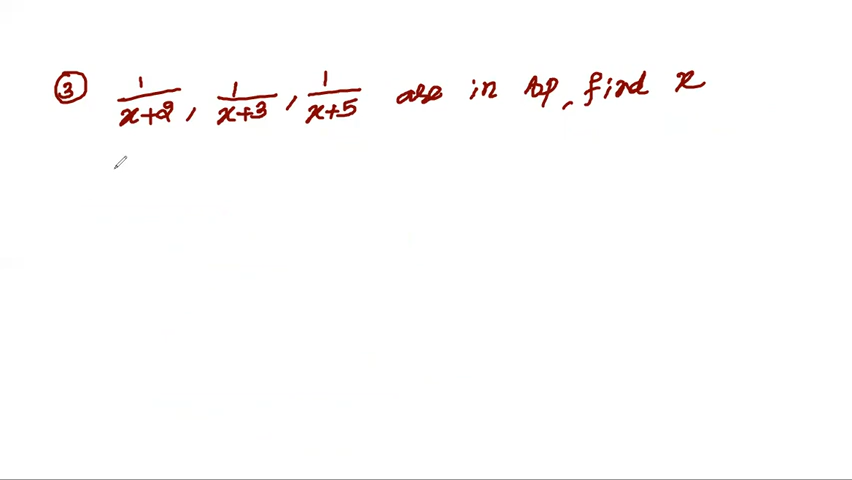 ③ 1/(x+2), 1/(x+3), 1/(x+5) are in AP, find x